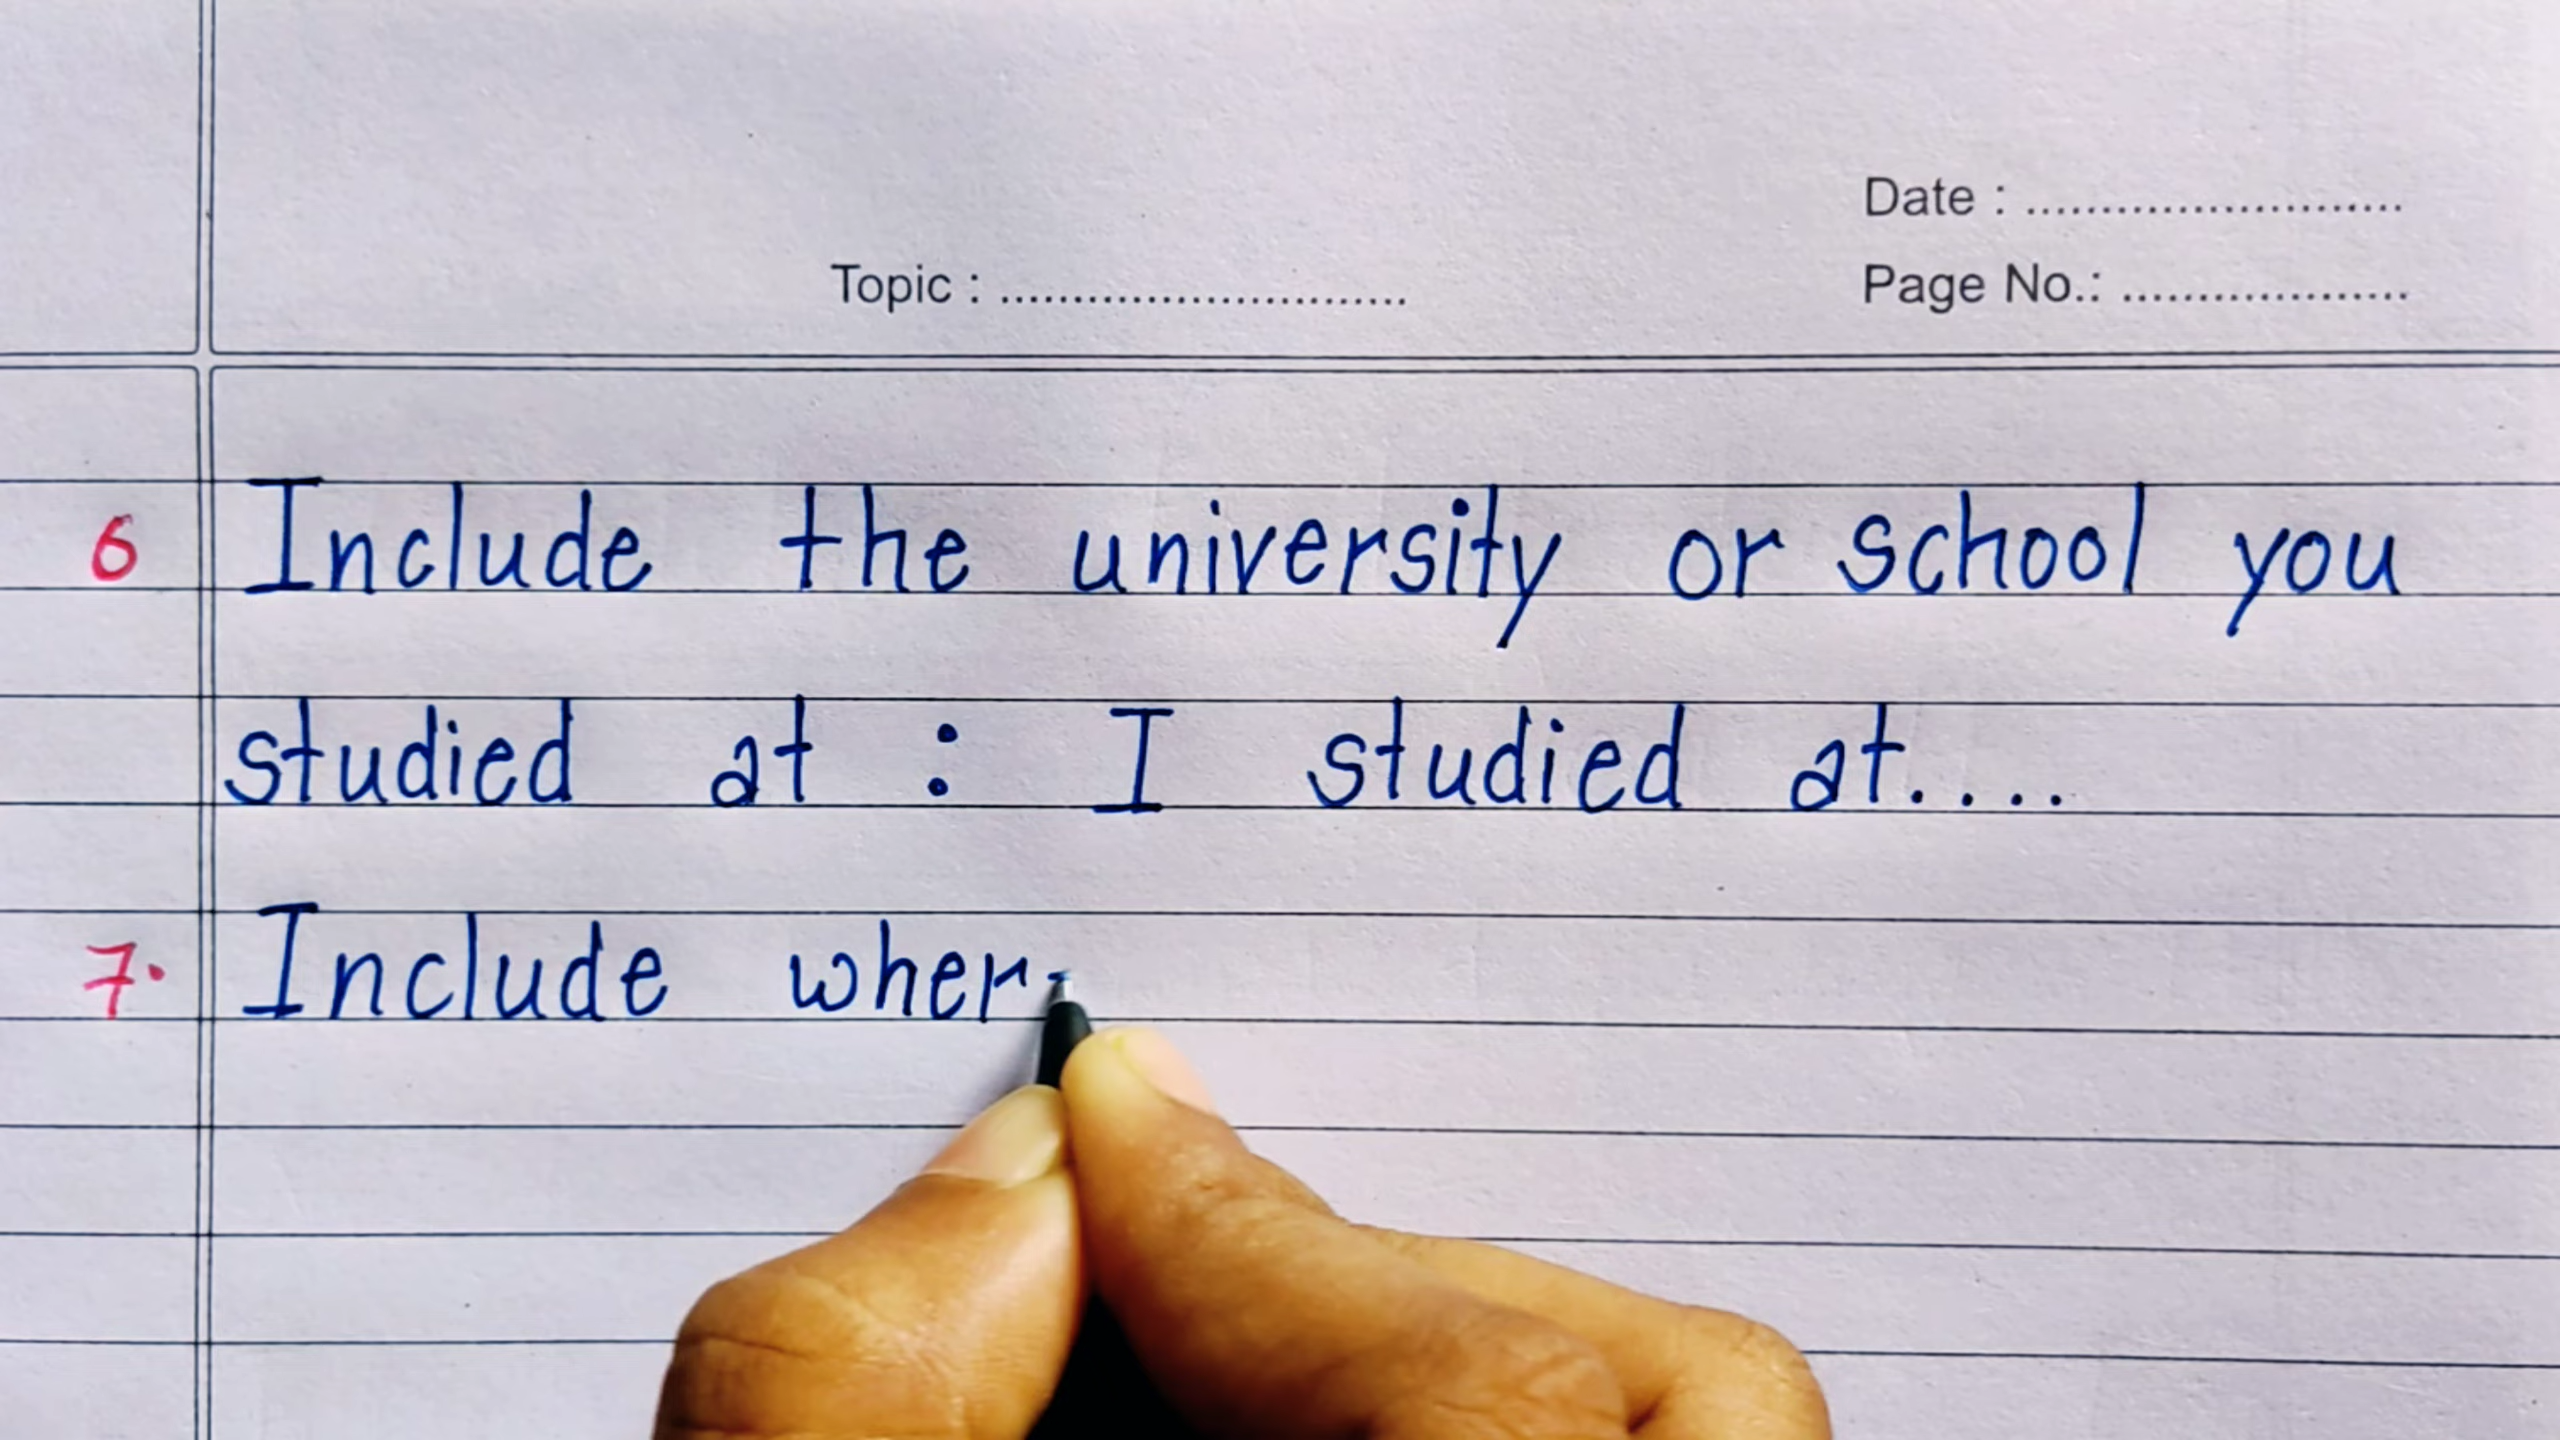 Date : .........................
Topic : ............................
Page No.: ...................
6 Include the university or school you
studied at : I studied at....
7. Include wher